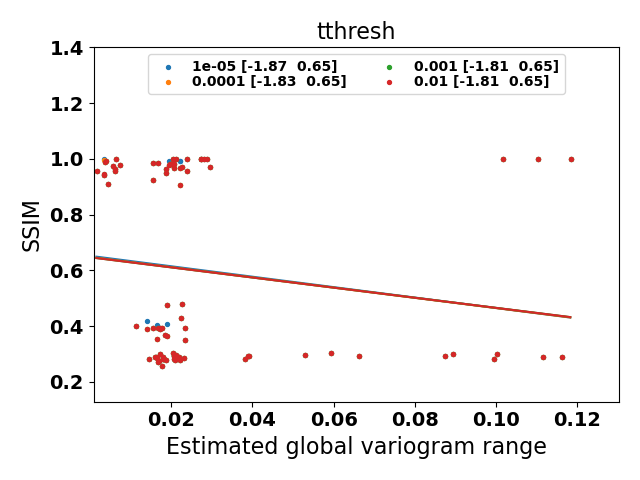 tthresh
1e-05 [-1.87  0.65]
0.0001 [-1.83  0.65]
0.001 [-1.81  0.65]
0.01 [-1.81  0.65]
SSIM
1.4
1.2
1.0
0.8
0.6
0.4
0.2
0.02 0.04 0.06 0.08 0.10 0.12
Estimated global variogram range